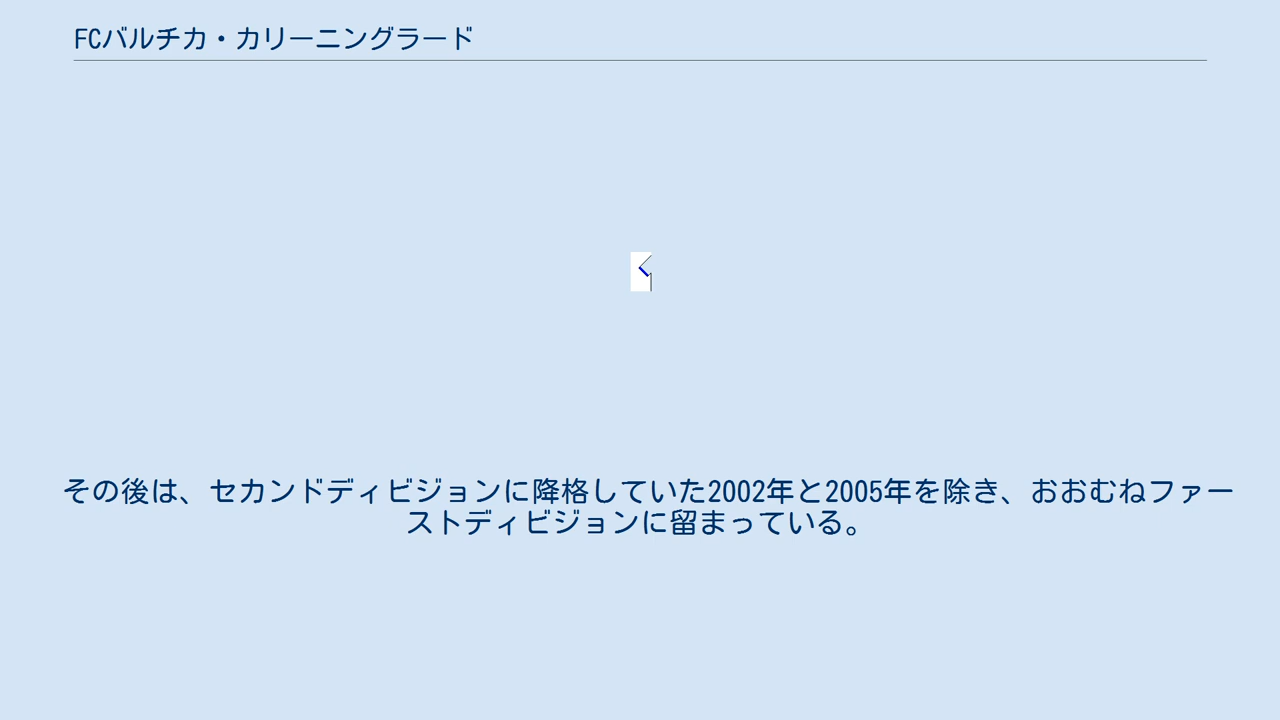 FCバルチカ・カリーニングラード
その後は、セカンドディビジョンに降格していた2002年と2005年を除き、おおむねファー
ストディビジョンに留まっている。